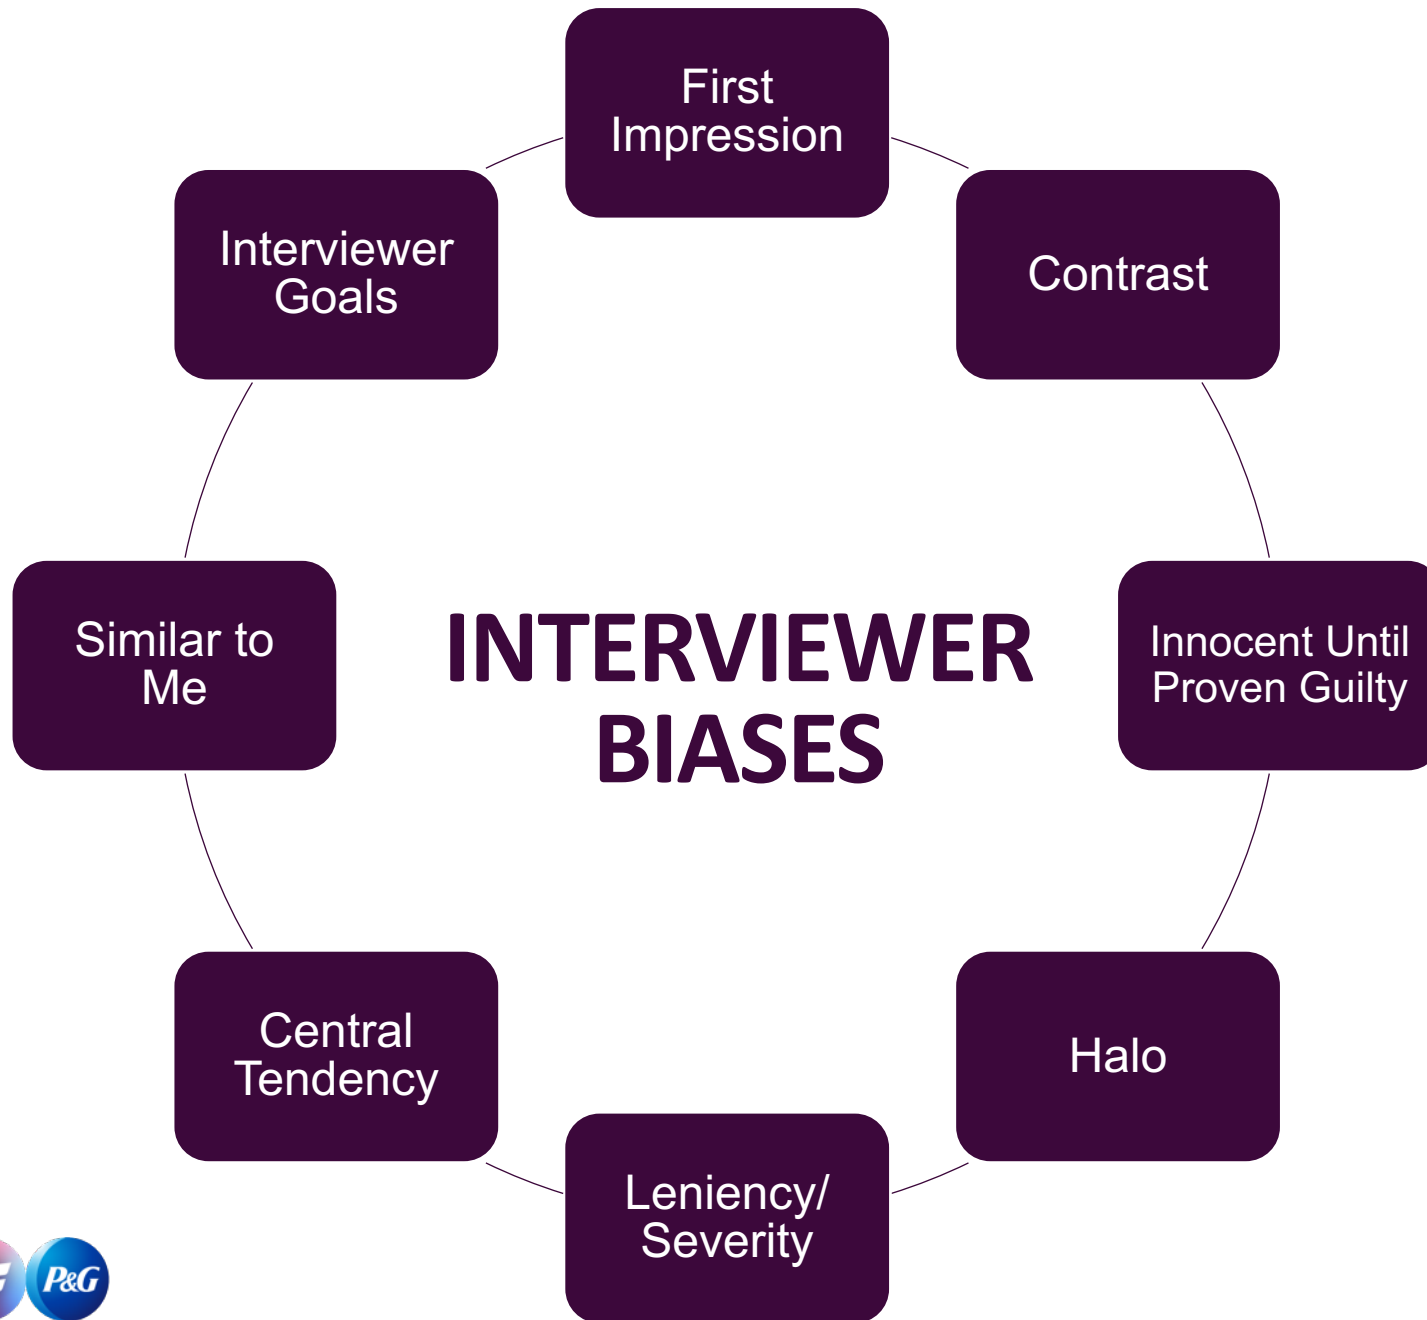 First
Impression
Contrast
Innocent Until
Proven Guilty
Halo
Leniency/
Severity
Central
Tendency
Similar to
Me
Interviewer
Goals
INTERVIEWER
BIASES
P&G